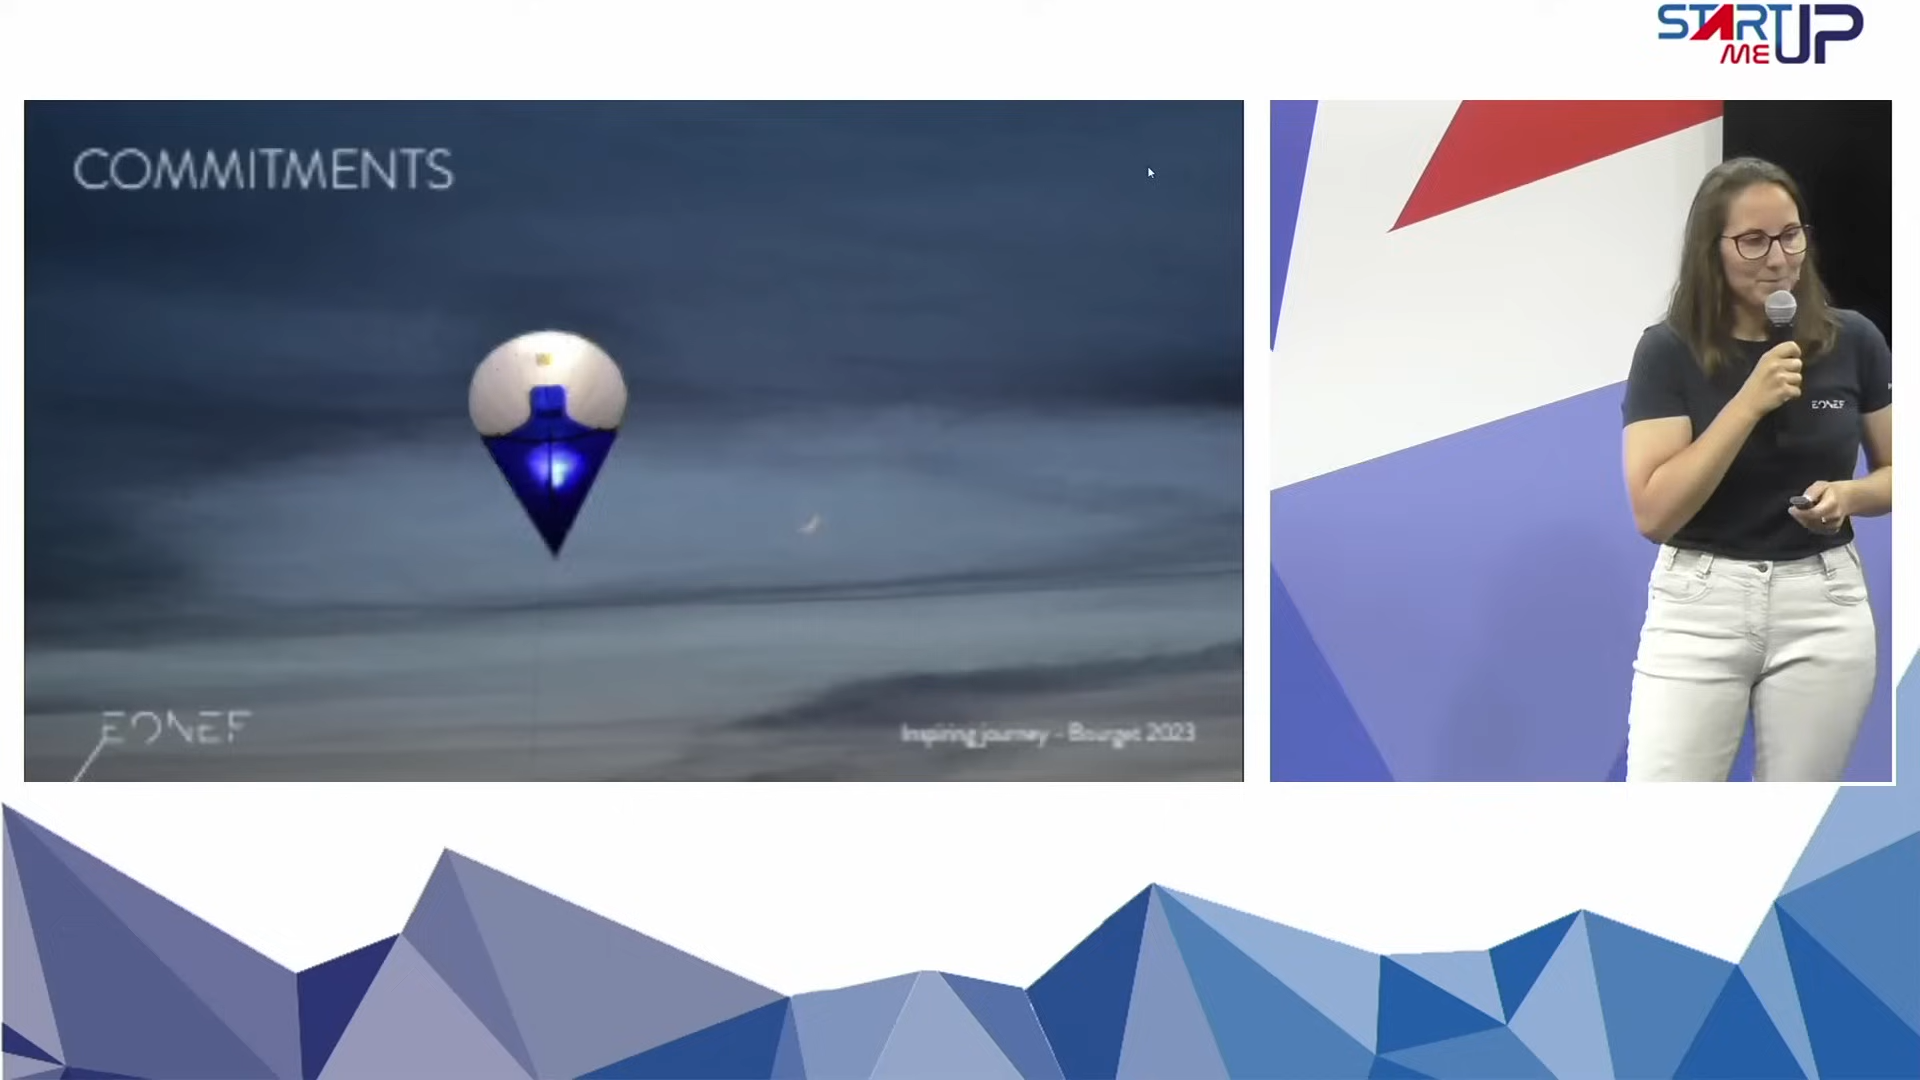 START
ME UP
COMMITMENTS
EONEF
EONEF
Inspiring journey - Bourget 2023